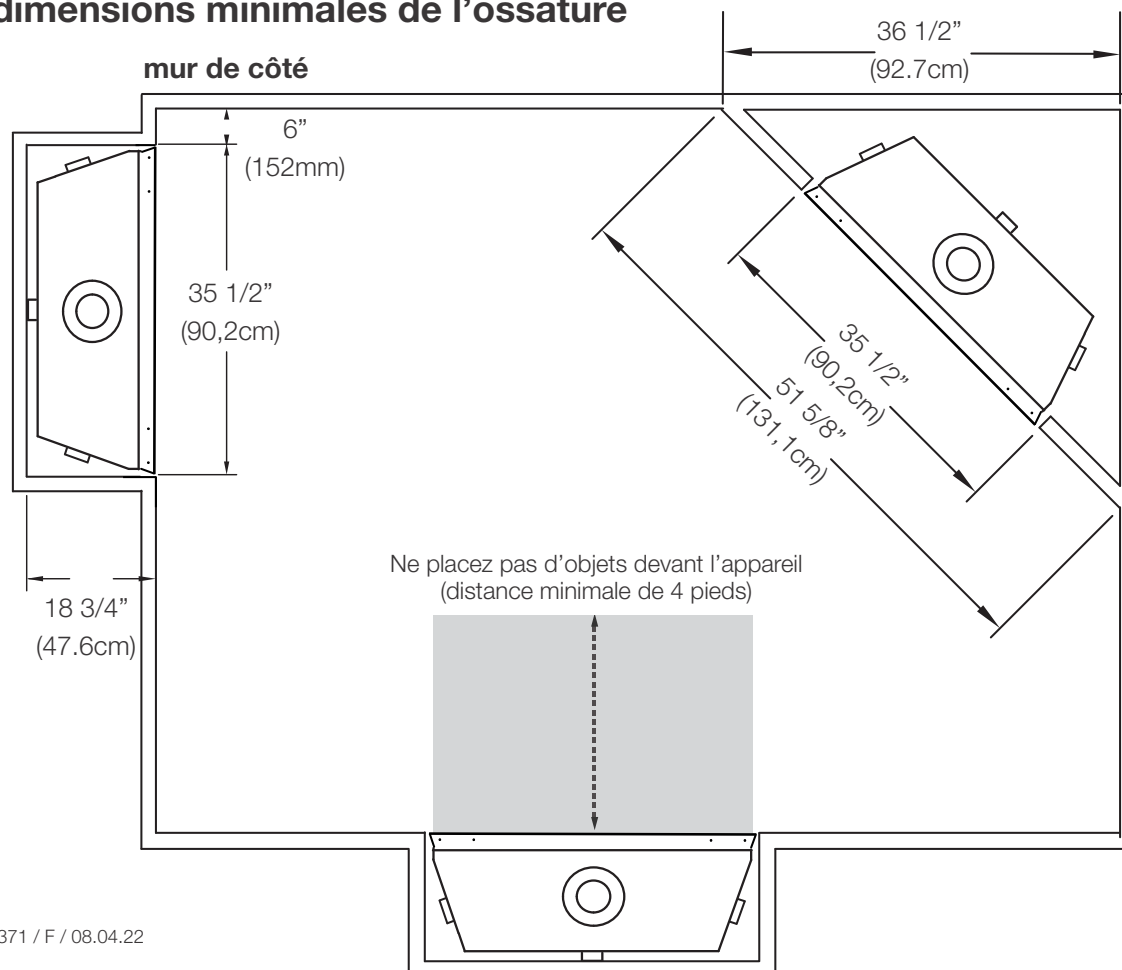 dimensions minimales de l’ossature
mur de côté
36 1/2”
(92.7cm)
6”
(152mm)
35 1/2”
(90,2cm)
35 1/2”
(90,2cm)
51 5/8”
(131,1cm)
18 3/4”
(47.6cm)
Ne placez pas d’objets devant l’appareil
(distance minimale de 4 pieds)
371 / F / 08.04.22